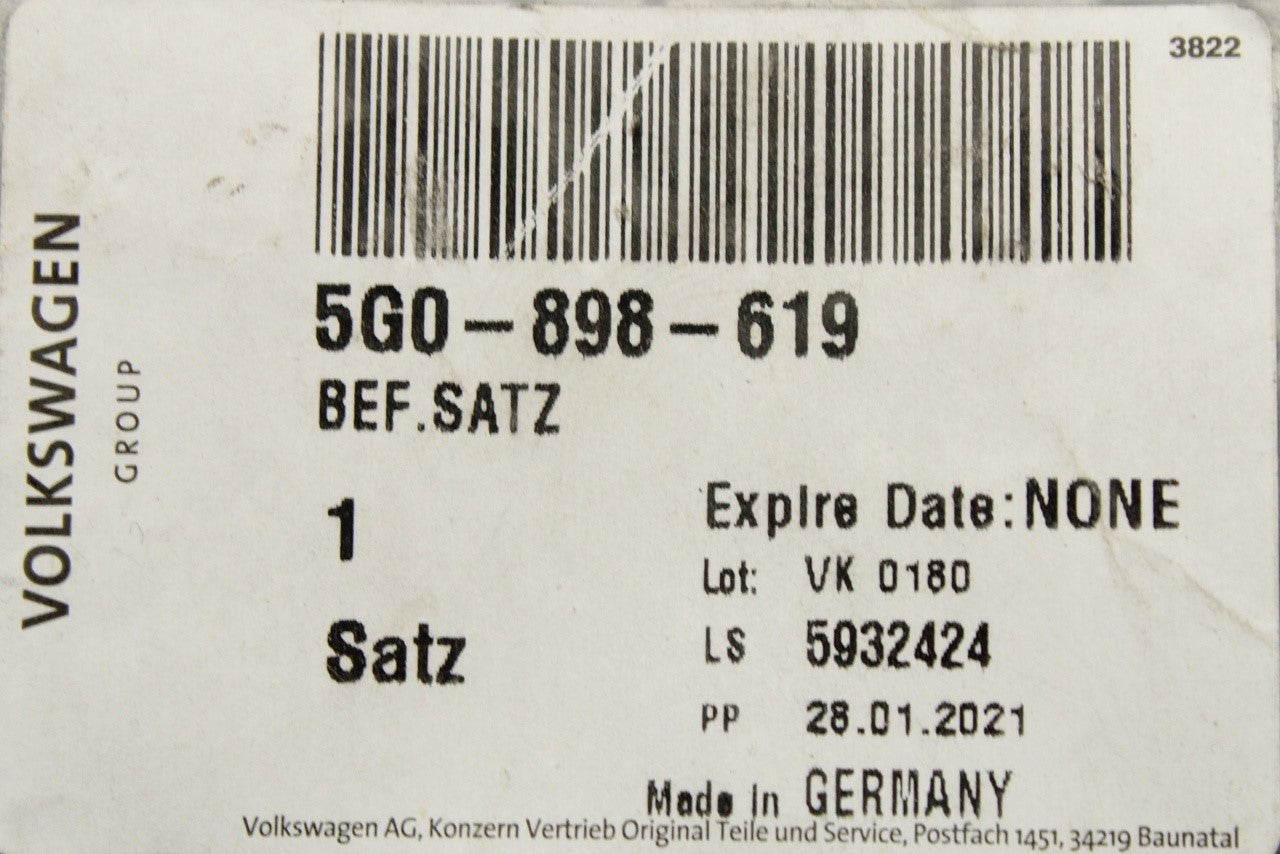 3822
VOLKSWAGEN
GROUP
5G0-898-619
BEF.SATZ
1
Satz
Expire Date:NONE
Lot: VK 0180
LS 5932424
PP 28.01.2021
Made In GERMANY
Volkswagen AG, Konzern Vertrieb Original Teile und Service, Postfach 1451, 34219 Baunatal